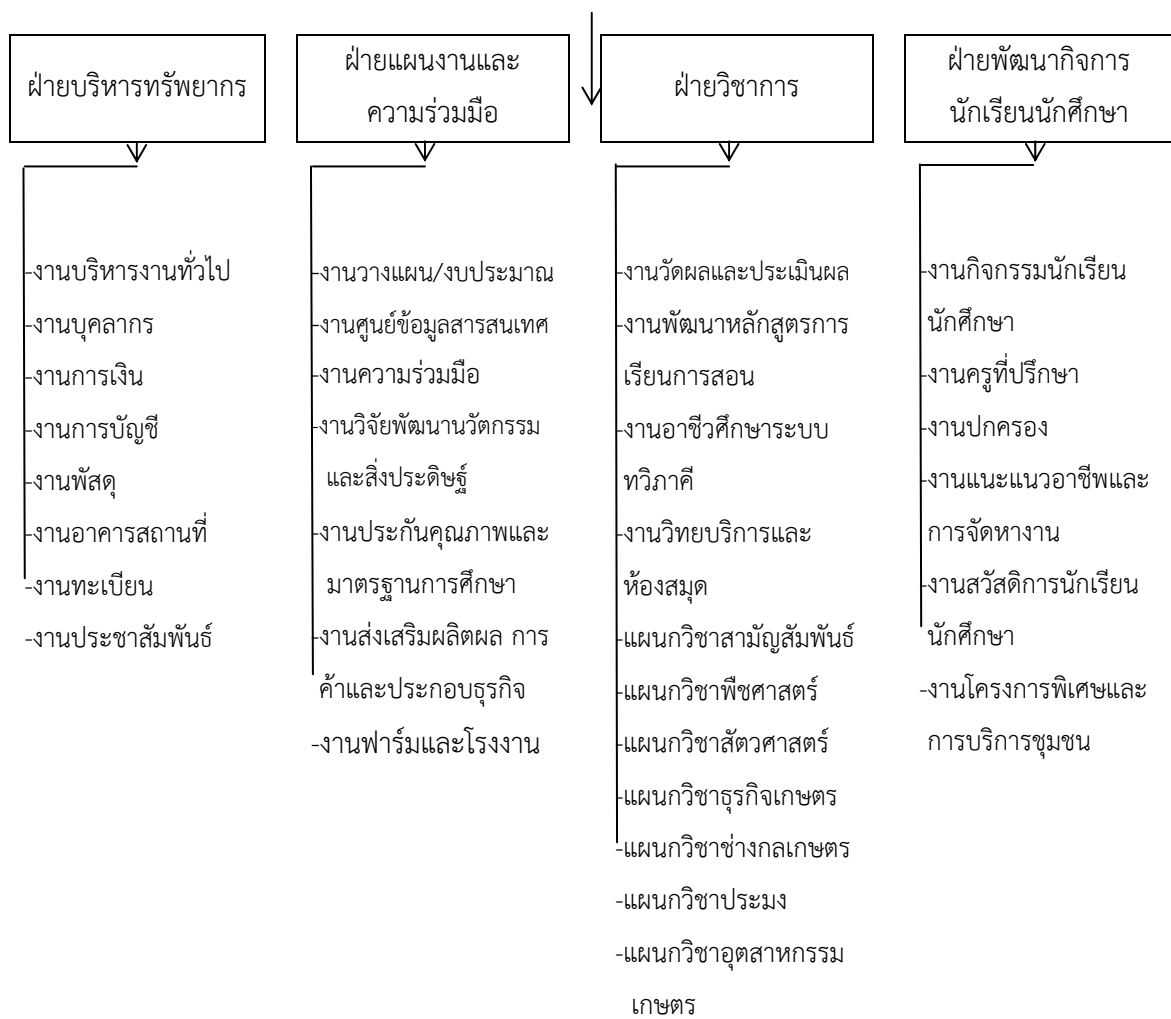 ฝ่ายบริหารทรัพยากร
ฝ่ายแผนงานและ
ความร่วมมือ
ฝ่ายวิชาการ
ฝ่ายพัฒนากิจการ
นักเรียนนักศึกษา
-งานบริหารงานทั่วไป
-งานบุคลากร
-งานการเงิน
-งานการบัญชี
-งานพัสดุ
-งานอาคารสถานที่
-งานทะเบียน
-งานประชาสัมพันธ์
-งานวางแผน/งบประมาณ
-งานศูนย์ข้อมูลสารสนเทศ
-งานความร่วมมือ
-งานวิจัยพัฒนานวัตกรรม
และสิ่งประดิษฐ์
-งานประกันคุณภาพและ
มาตรฐานการศึกษา
-งานส่งเสริมผลิตผล การ
ค้าและประกอบธุรกิจ
-งานฟาร์มและโรงงาน
-งานวัดผลและประเมินผล
-งานพัฒนาหลักสูตรการ
เรียนการสอน
-งานอาชีวศึกษาระบบ
ทวิภาคี
-งานวิทยบริการและ
ห้องสมุด
-แผนกวิชาสามัญสัมพันธ์
-แผนกวิชาพืชศาสตร์
-แผนกวิชาสัตวศาสตร์
-แผนกวิชาธุรกิจเกษตร
-แผนกวิชาช่างกลเกษตร
-แผนกวิชาประมง
-แผนกวิชาอุตสาหกรรม
เกษตร
-งานกิจกรรมนักเรียน
นักศึกษา
-งานครูที่ปรึกษา
-งานปกครอง
-งานแนะแนวอาชีพและ
การจัดหางาน
-งานสวัสดิการนักเรียน
นักศึกษา
-งานโครงการพิเศษและ
การบริการชุมชน